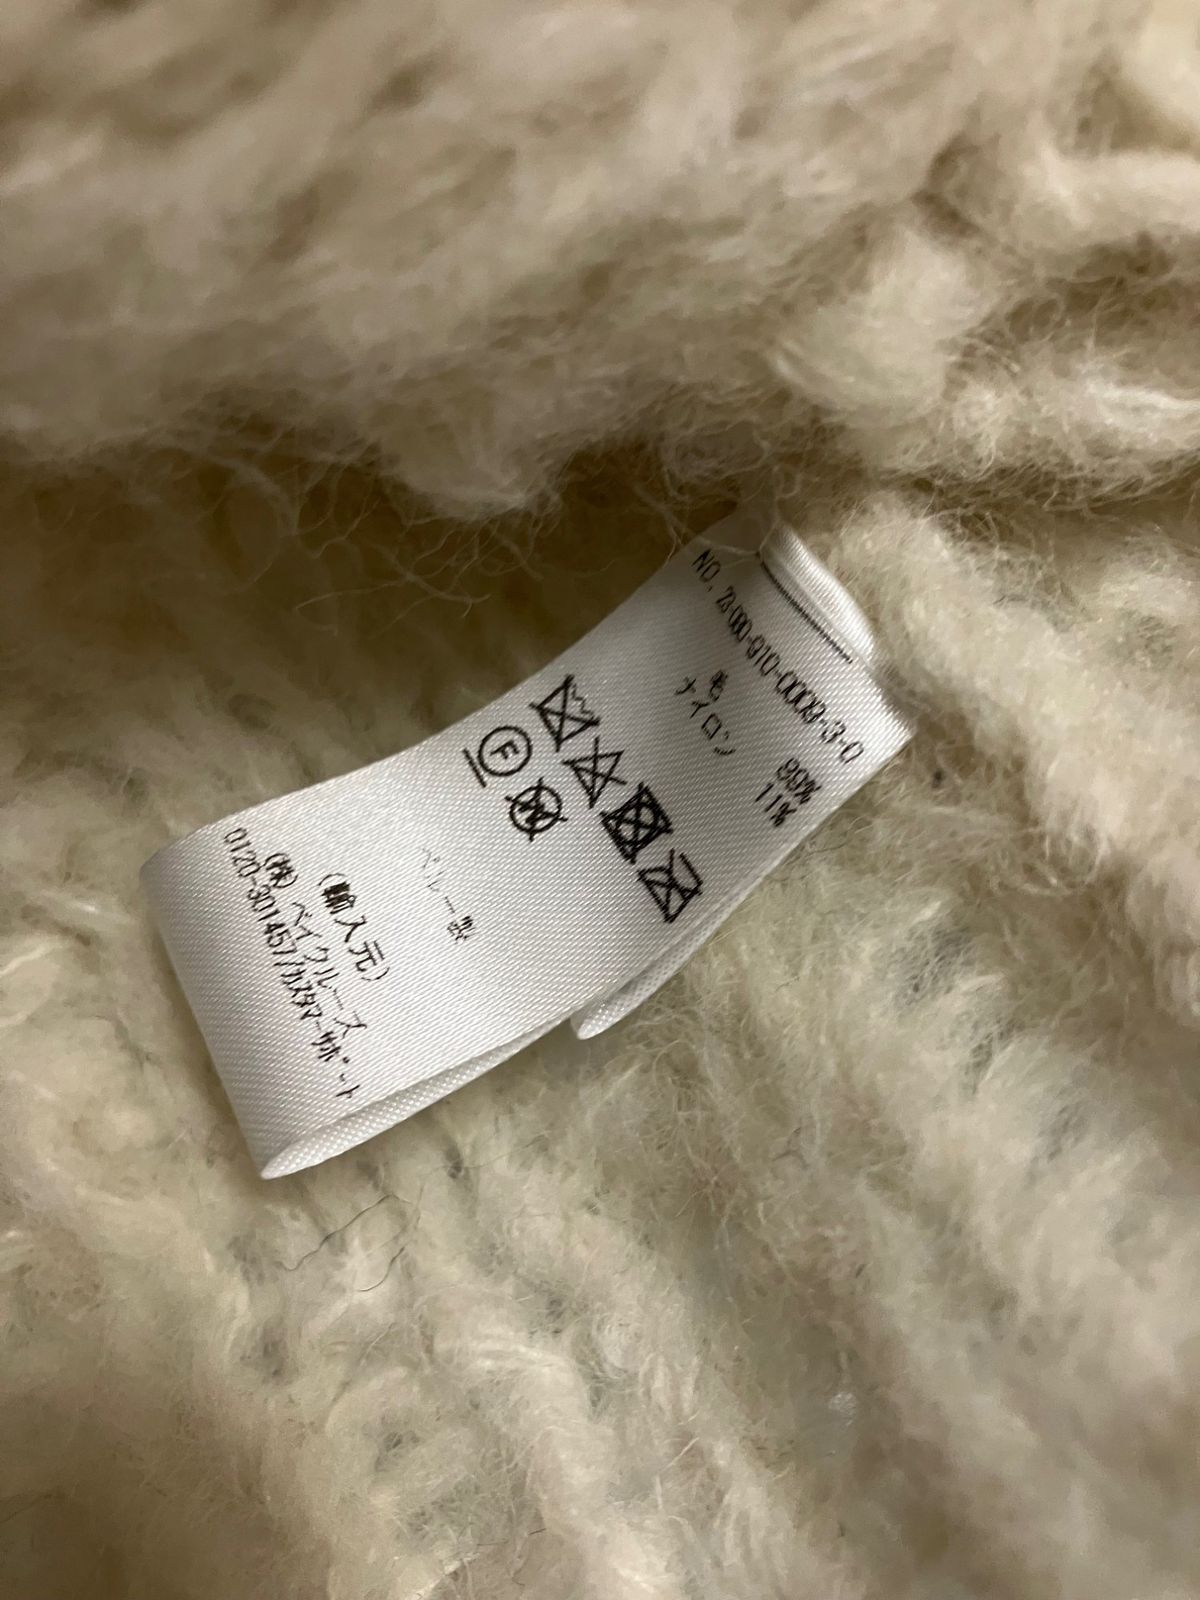 NO. 23-080-910-0009-3-0
毛 89%
ナイロン 11%
F
W
ペルー製
(輸入元)
(株)ベイクルーズ
0120-301457/カスタマーサポート